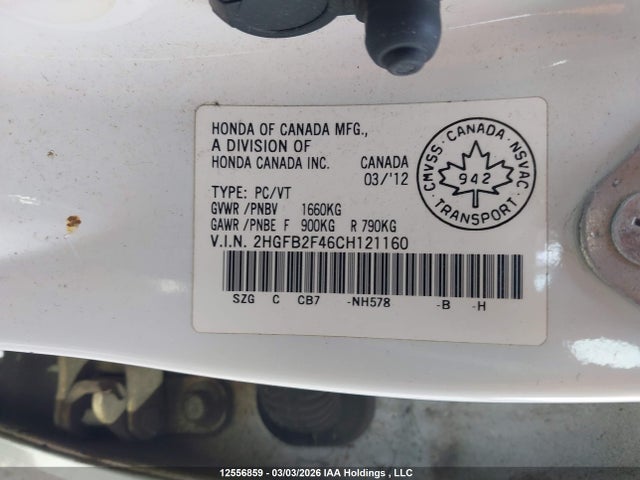 HONDA OF CANADA MFG.,
A DIVISION OF
HONDA CANADA INC. CANADA
03/'12
TYPE: PC/VT
GVWR /PNBV 1660KG
GAWR /PNBE F 900KG R 790KG
V.I.N. 2HGFB2F46CH121160
SZG C CB7 -NH578 -B -H
CMVSS · CANADA · NSVAC
942
TRANSPORT
12556859 - 03/03/2026 IAA Holdings , LLC